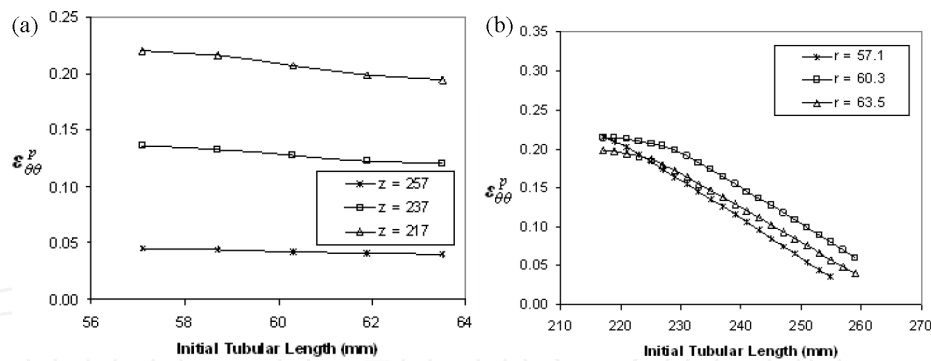 (a)
0.25
0.20
0.15
0.10
0.05
0.00
ε^p_θθ
z = 257
z = 237
z = 217
56 58 60 62 64
Initial Tubular Length (mm)
(b)
0.35
0.30
0.25
0.20
0.15
0.10
0.05
0.00
ε^p_θθ
r = 57.1
r = 60.3
r = 63.5
210 220 230 240 250 260 270
Initial Tubular Length (mm)